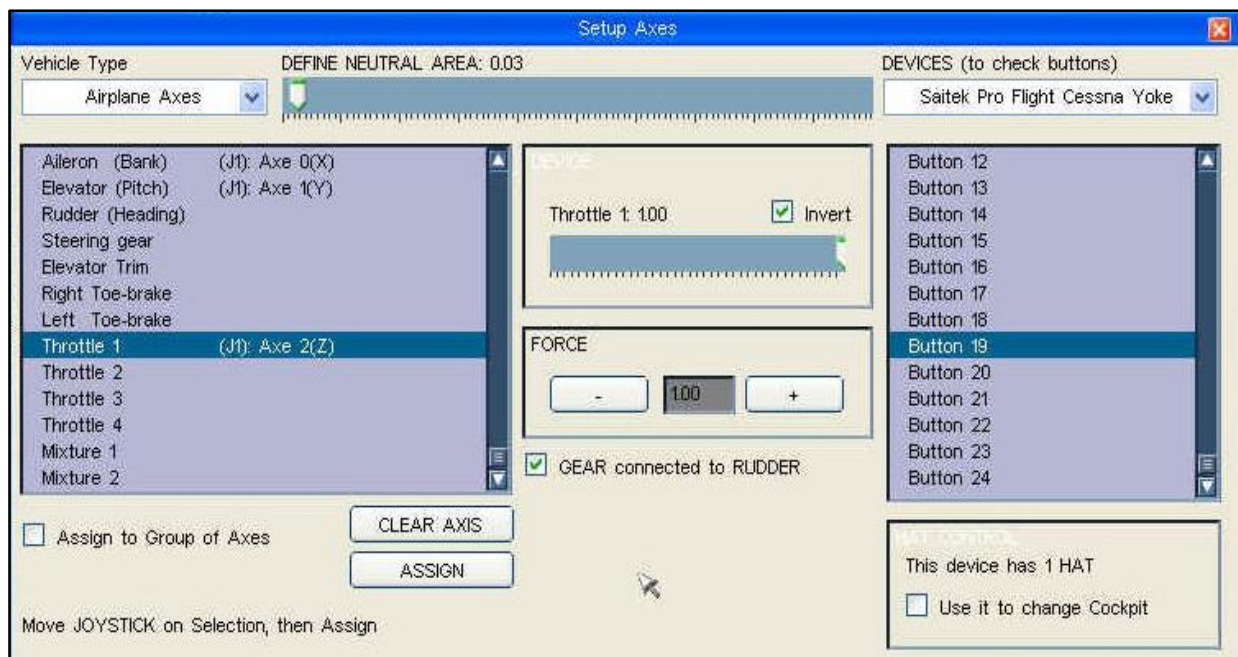 Setup Axes
Vehicle Type
DEFINE NEUTRAL AREA: 0.03
DEVICES (to check buttons)
Airplane Axes
Saitek Pro Flight Cessna Yoke
Aileron (Bank) (J1): Axe 0(X)
Elevator (Pitch) (J1): Axe 1(Y)
Rudder (Heading)
Steering gear
Elevator Trim
Right Toe-brake
Left Toe-brake
Throttle 1 (J1): Axe 2(Z)
Throttle 2
Throttle 3
Throttle 4
Mixture 1
Mixture 2
Assign to Group of Axes
CLEAR AXIS
ASSIGN
Move JOYSTICK on Selection, then Assign
DEVICE
Throttle 1: 1.00
Invert
FORCE
-
1.00
+
GEAR connected to RUDDER
Button 12
Button 13
Button 14
Button 15
Button 16
Button 17
Button 18
Button 19
Button 20
Button 21
Button 22
Button 23
Button 24
HAT CONTROL
This device has 1 HAT
Use it to change Cockpit